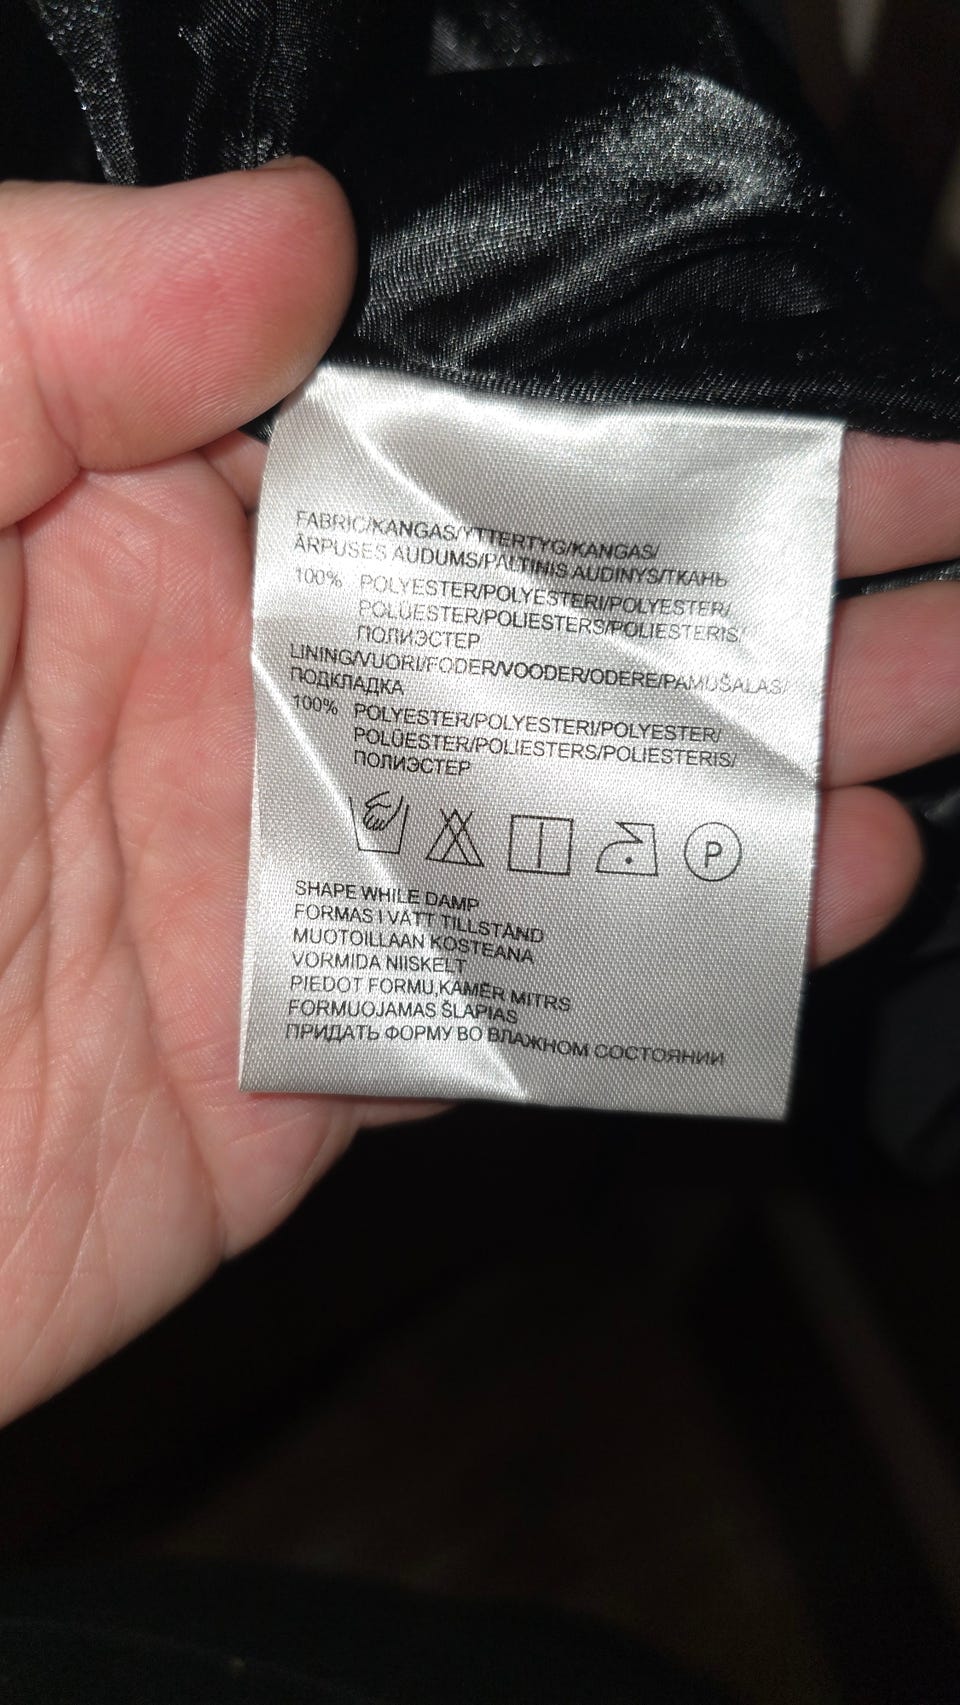 FABRIC/KANGAS/YTTERTYG/KANGAS/
ĀRPUSES AUDUMS/PALTINIS AUDINYS/ТКАНЬ
100% POLYESTER/POLYESTERI/POLYESTER/
POLÜESTER/POLIESTERS/POLIESTERIS/
ПОЛИЭСТЕР
LINING/VUORI/FODER/VOODER/ODERE/PAMUŠALAS/
ПОДКЛАДКА
100% POLYESTER/POLYESTERI/POLYESTER/
POLÜESTER/POLIESTERS/POLIESTERIS/
ПОЛИЭСТЕР
P
SHAPE WHILE DAMP
FORMAS I VÅTT TILLSTÅND
MUOTOILLAAN KOSTEANA
VORMIDA NIISKELT
PIEDOT FORMU,KAMĒR MITRS
FORMUOJAMAS ŠLAPIAS
ПРИДАТЬ ФОРМУ ВО ВЛАЖНОМ СОСТОЯНИИ